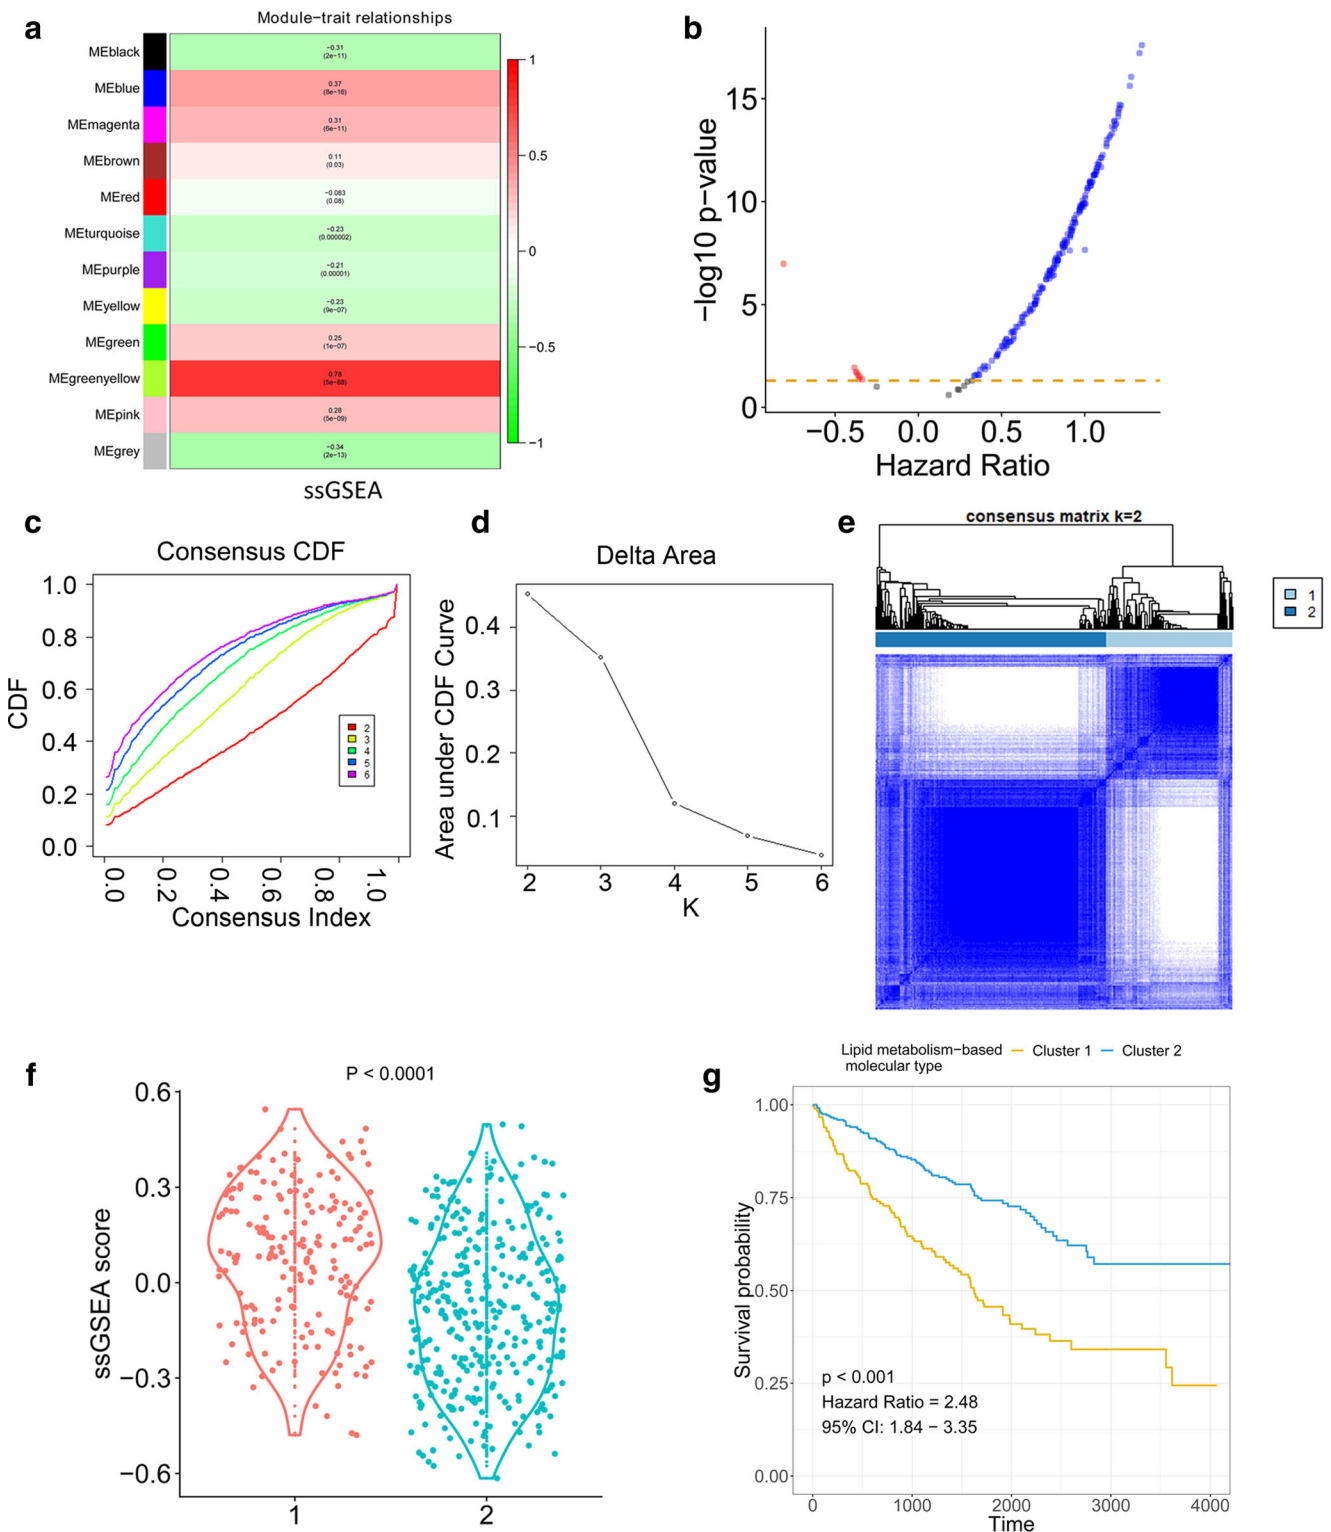 a
Module−trait relationships
MEblack
−0.31
(2e−11)
MEblue
0.37
(8e−16)
MEmagenta
0.31
(6e−11)
MEbrown
0.11
(0.03)
MEred
−0.083
(0.08)
MEturquoise
−0.23
(0.000002)
MEpurple
−0.21
(0.00001)
MEyellow
−0.23
(9e−07)
MEgreen
0.25
(1e−07)
MEgreenyellow
0.78
(5e−88)
MEpink
0.28
(5e−09)
MEgrey
−0.34
(2e−13)
1
0.5
0
−0.5
−1
ssGSEA
b
−log10 p−value
15
10
5
0
−0.5 0.0 0.5 1.0
Hazard Ratio
c
Consensus CDF
CDF
1.0
0.8
0.6
0.4
0.2
0.0
2
3
4
5
6
0.0 0.2 0.4 0.6 0.8 1.0
Consensus Index
d
Delta Area
Area under CDF Curve
0.4
0.3
0.2
0.1
2 3 4 5 6
K
e
consensus matrix k=2
1
2
f
P < 0.0001
ssGSEA score
0.6
0.3
0.0
−0.3
−0.6
1 2
g
Lipid metabolism−based molecular type
Cluster 1 Cluster 2
Survival probability
1.00
0.75
0.50
0.25
0.00
p < 0.001
Hazard Ratio = 2.48
95% CI: 1.84 − 3.35
0 1000 2000 3000 4000
Time